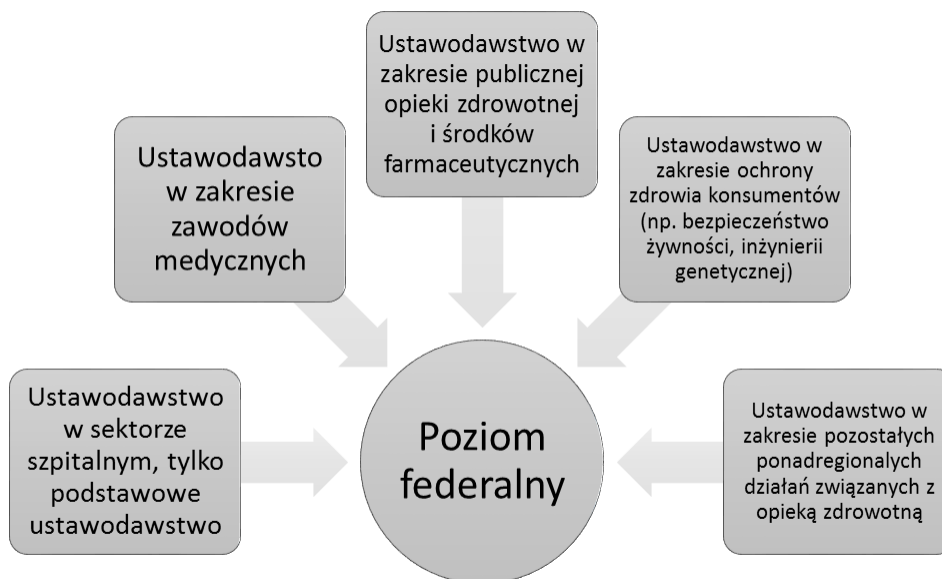 Ustawodawstwo w
zakresie publicznej
opieki zdrowotnej
i środków
farmaceutycznych
Ustawodawsto
w zakresie
zawodów
medycznych
Ustawodawstwo w
zakresie ochrony
zdrowia konsumentów
(np. bezpieczeństwo
żywności, inżynierii
genetycznej)
Ustawodawstwo
w sektorze
szpitalnym, tylko
podstawowe
ustawodawstwo
Poziom
federalny
Ustawodawstwo w
zakresie pozostałych
ponadregionalych
działań związanych z
opieką zdrowotną